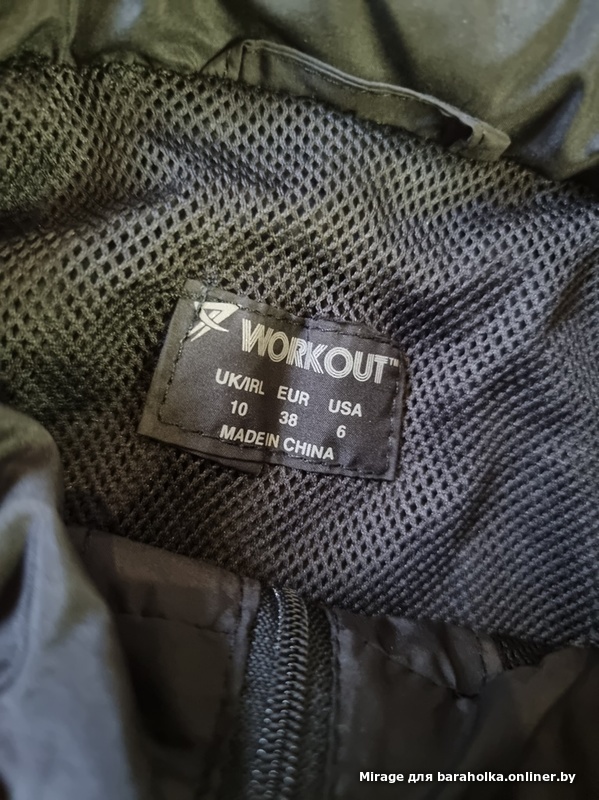 WORKOUT™
UK/IRL EUR USA
10 38 6
MADE IN CHINA
Mirage для baraholka.onliner.by